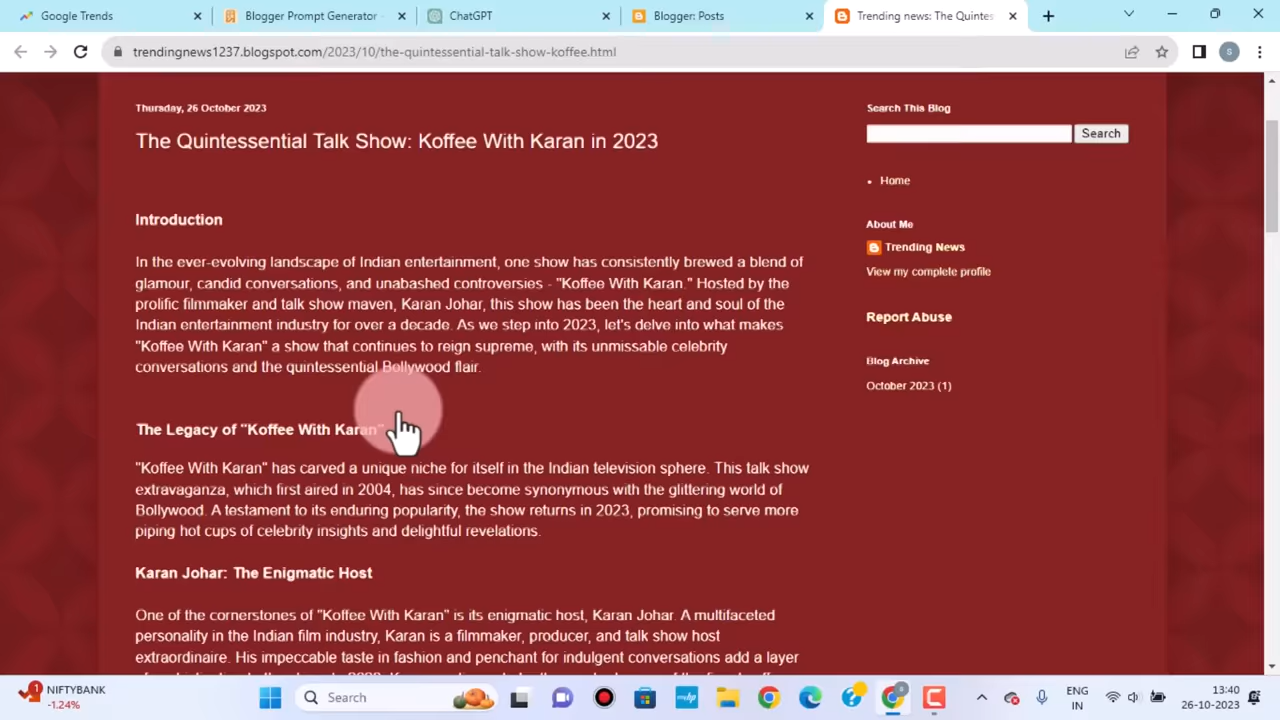 Google Trends
Blogger Prompt Generator
ChatGPT
Blogger: Posts
Trending news: The Quintes
trendingnews1237.blogspot.com/2023/10/the-quintessential-talk-show-koffee.html
S
Thursday, 26 October 2023
The Quintessential Talk Show: Koffee With Karan in 2023
Introduction
In the ever-evolving landscape of Indian entertainment, one show has consistently brewed a blend of
glamour, candid conversations, and unabashed controversies - "Koffee With Karan." Hosted by the
prolific filmmaker and talk show maven, Karan Johar, this show has been the heart and soul of the
Indian entertainment industry for over a decade. As we step into 2023, let's delve into what makes
"Koffee With Karan" a show that continues to reign supreme, with its unmissable celebrity
conversations and the quintessential Bollywood flair.
The Legacy of "Koffee With Karan"
"Koffee With Karan" has carved a unique niche for itself in the Indian television sphere. This talk show
extravaganza, which first aired in 2004, has since become synonymous with the glittering world of
Bollywood. A testament to its enduring popularity, the show returns in 2023, promising to serve more
piping hot cups of celebrity insights and delightful revelations.
Karan Johar: The Enigmatic Host
One of the cornerstones of "Koffee With Karan" is its enigmatic host, Karan Johar. A multifaceted
personality in the Indian film industry, Karan is a filmmaker, producer, and talk show host
extraordinaire. His impeccable taste in fashion and penchant for indulgent conversations add a layer
Search This Blog
Search
Home
About Me
Trending News
View my complete profile
Report Abuse
Blog Archive
October 2023 (1)
1
NIFTYBANK
-1.24%
Search
myhp
ENG
IN
13:40
26-10-2023